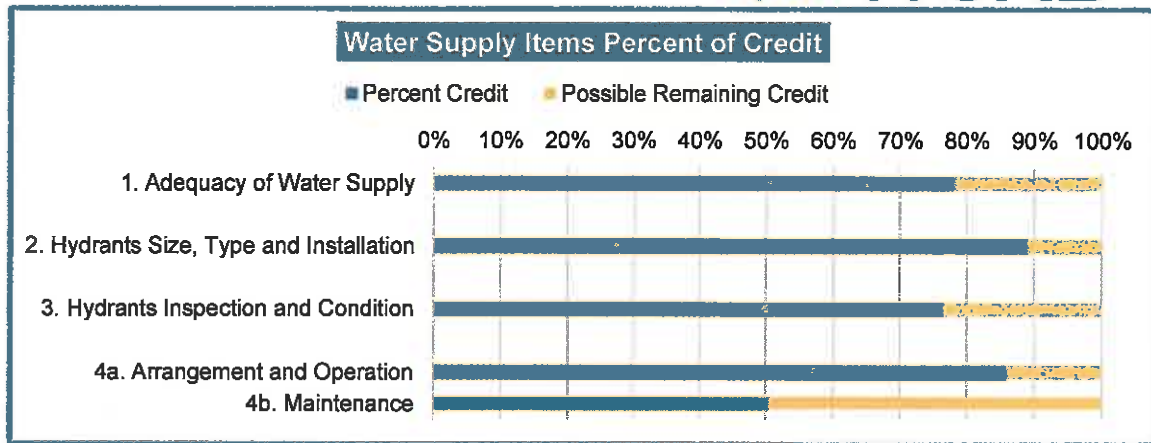 Water Supply Items Percent of Credit
Percent Credit Possible Remaining Credit
0% 10% 20% 30% 40% 50% 60% 70% 80% 90% 100%
1. Adequacy of Water Supply
2. Hydrants Size, Type and Installation
3. Hydrants Inspection and Condition
4a. Arrangement and Operation
4b. Maintenance